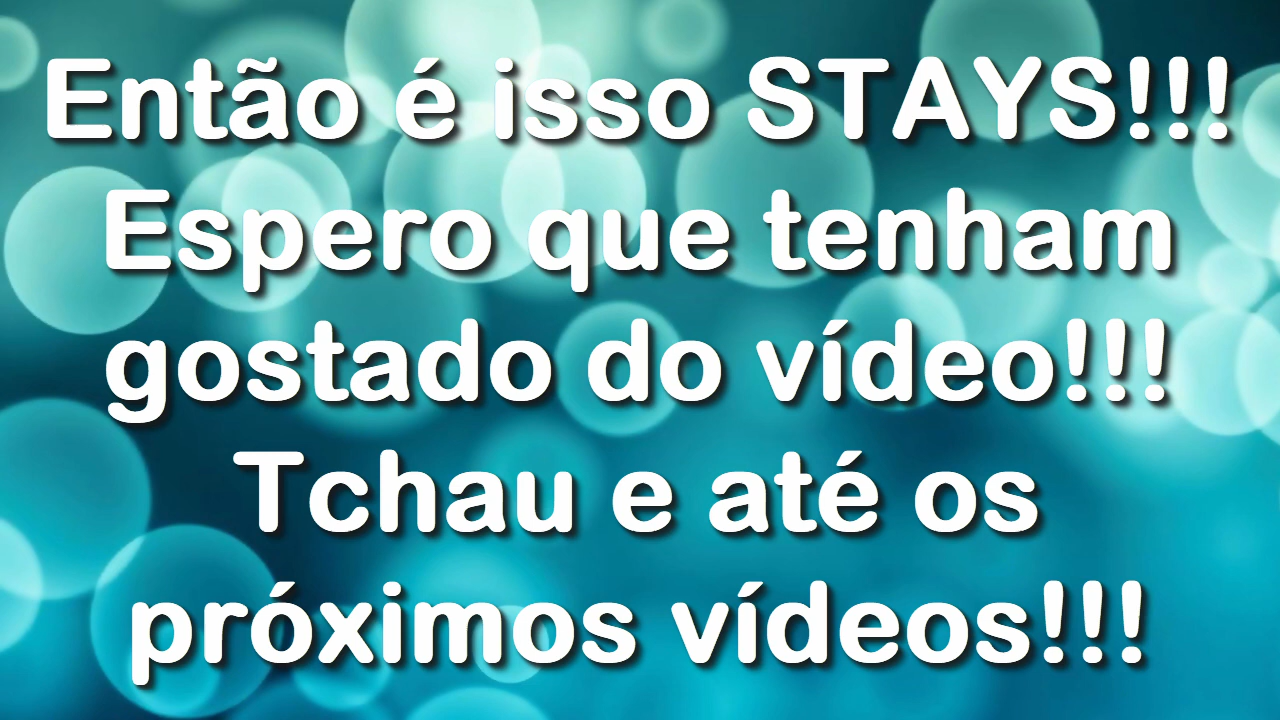 Então é isso STAYS!!!
Espero que tenham
gostado do vídeo!!!
Tchau e até os
próximos vídeos!!!